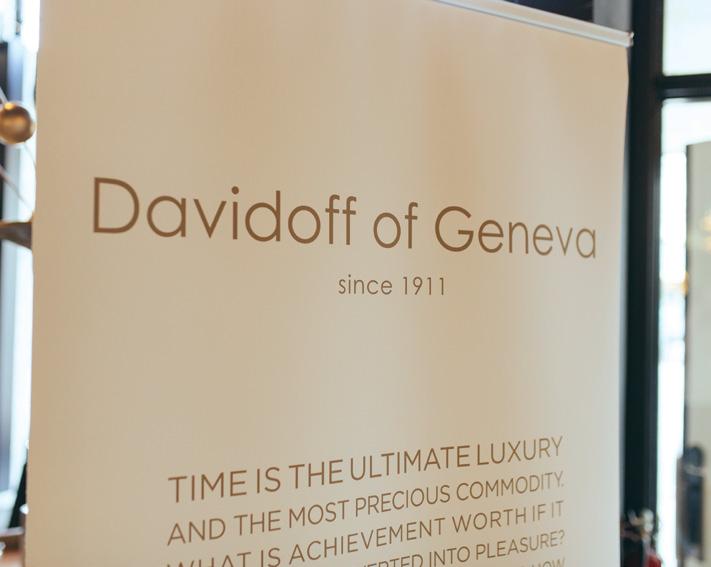 Davidoff of Geneva
since 1911
TIME IS THE ULTIMATE LUXURY
AND THE MOST PRECIOUS COMMODITY.
WHAT IS ACHIEVEMENT WORTH IF IT
INTO PLEASURE?